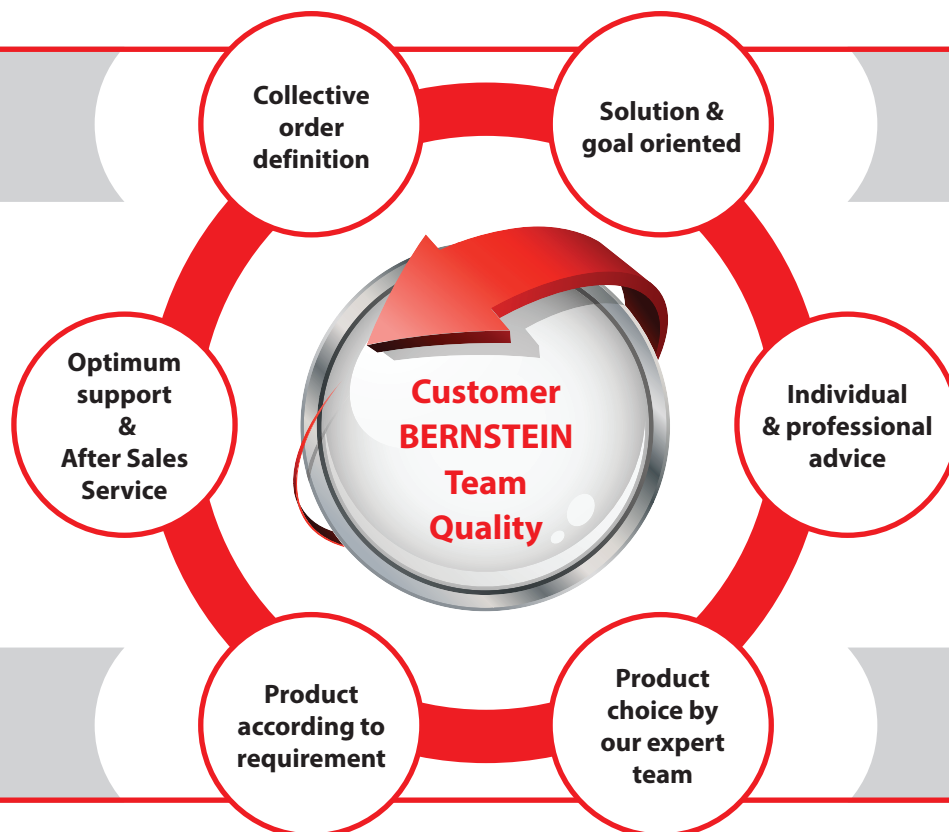 Collective
order
definition
Solution &
goal oriented
Optimum
support
&
After Sales
Service
Customer
BERNSTEIN
Team
Quality
Individual
& professional
advice
Product
according to
requirement
Product
choice by
our expert
team